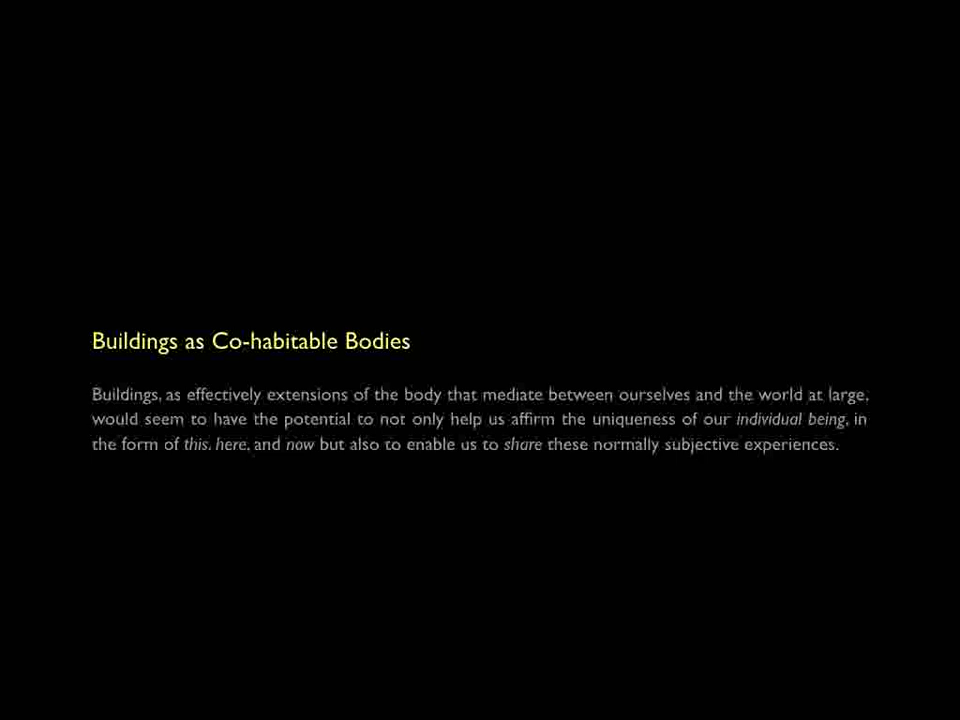 Buildings as Co-habitable Bodies
Buildings, as effectively extensions of the body that mediate between ourselves and the world at large,
would seem to have the potential to not only help us affirm the uniqueness of our individual being, in
the form of this, here, and now but also to enable us to share these normally subjective experiences.